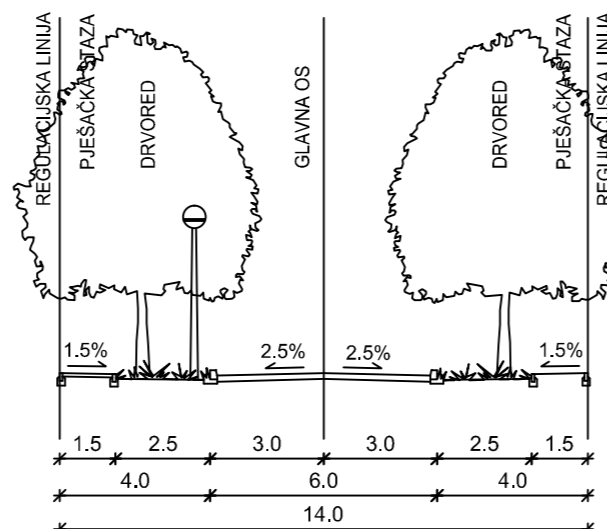 REGULACIJSKA LINIJA
PJEŠAČKA STAZA
DRVORED
GLAVNA OS
DRVORED
PJEŠAČKA STAZA
REGULACIJSKA LINIJA
1.5%
2.5%
2.5%
1.5%
1.5
2.5
3.0
3.0
2.5
1.5
4.0
6.0
4.0
14.0